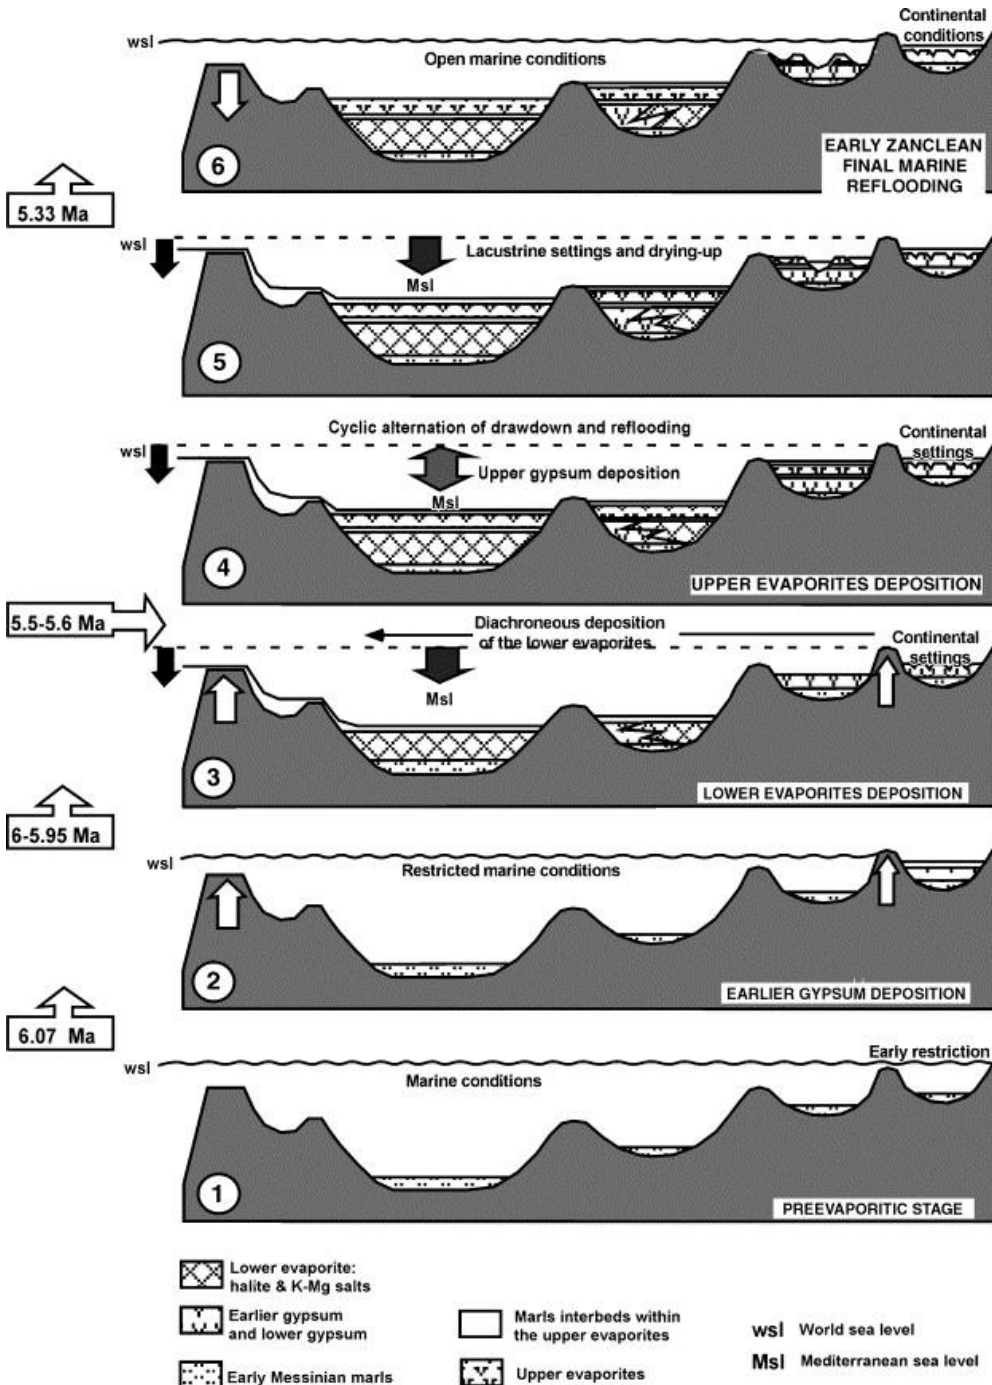 Continental
conditions
wsl
Open marine conditions
6
EARLY ZANCLEAN
FINAL MARINE
REFLOODING
5.33 Ma
wsl
Lacustrine settings and drying-up
Msl
5
Cyclic alternation of drawdown and reflooding
wsl
Continental
settings
Upper gypsum deposition
Msl
4
UPPER EVAPORITES DEPOSITION
5.5-5.6 Ma
Diachroneous deposition
of the lower evaporites
Continental
settings
Msl
3
LOWER EVAPORITES DEPOSITION
6-5.95 Ma
wsl
Restricted marine conditions
2
EARLIER GYPSUM DEPOSITION
6.07 Ma
Early restriction
wsl
Marine conditions
1
PREEVAPORITIC STAGE
Lower evaporite:
halite & K-Mg salts
Earlier gypsum
and lower gypsum
Early Messinian marls
Marls interbeds within
the upper evaporites
Upper evaporites
wsl World sea level
Msl Mediterranean sea level